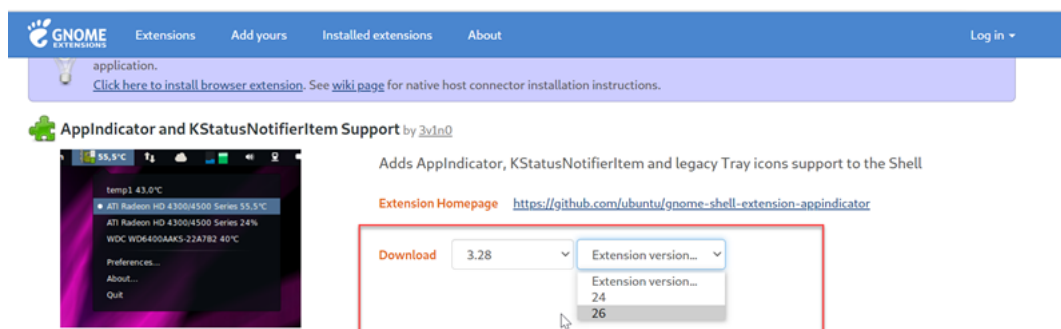 GNOME EXTENSIONS Extensions Add yours Installed extensions About Log in
application.
Click here to install browser extension. See wiki page for native host connector installation instructions.
AppIndicator and KStatusNotifierItem Support by 3v1n0
55,5°C
temp1 43.0°C
ATI Radeon HD 4300/4500 Series 55.5°C
ATI Radeon HD 4300/4500 Series 24%
WDC WD6400AAKS-22A7B2 40°C
Preferences...
About...
Quit
Adds AppIndicator, KStatusNotifierItem and legacy Tray icons support to the Shell
Extension Homepage https://github.com/ubuntu/gnome-shell-extension-appindicator
Download 3.28 Extension version...
Extension version...
24
26